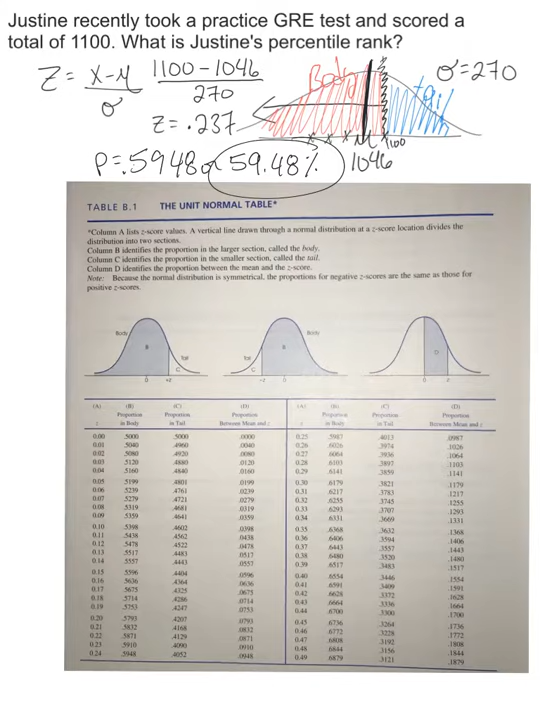 Justine recently took a practice GRE test and scored a
total of 1100. What is Justine's percentile rank?
Z = X-M/σ 1100-1046/270 Body tail σ=270
Z=.237
M 1100
P=.5948 or 59.48% 1046
TABLE B.1 THE UNIT NORMAL TABLE*
*Column A lists z-score values. A vertical line drawn through a normal distribution at a z-score location divides the
distribution into two sections.
Column B identifies the proportion in the larger section, called the body.
Column C identifies the proportion in the smaller section, called the tail.
Column D identifies the proportion between the mean and the z-score.
Note: Because the normal distribution is symmetrical, the proportions for negative z-scores are the same as those for
positive z-scores.
Body Body
B B D
Tail Tail
C C
0 +z -z 0 0 z
(A) (B) (C) (D) (A) (B) (C) (D)
Proportion Proportion Proportion Proportion Proportion Proportion
z in Body in Tail Between Mean and z z in Body in Tail Between Mean and z
0.00 .5000 .5000 .0000 0.25 .5987 .4013 .0987
0.01 .5040 .4960 .0040 0.26 .6026 .3974 .1026
0.02 .5080 .4920 .0080 0.27 .6064 .3936 .1064
0.03 .5120 .4880 .0120 0.28 .6103 .3897 .1103
0.04 .5160 .4840 .0160 0.29 .6141 .3859 .1141
0.05 .5199 .4801 .0199 0.30 .6179 .3821 .1179
0.06 .5239 .4761 .0239 0.31 .6217 .3783 .1217
0.07 .5279 .4721 .0279 0.32 .6255 .3745 .1255
0.08 .5319 .4681 .0319 0.33 .6293 .3707 .1293
0.09 .5359 .4641 .0359 0.34 .6331 .3669 .1331
0.10 .5398 .4602 .0398 0.35 .6368 .3632 .1368
0.11 .5438 .4562 .0438 0.36 .6406 .3594 .1406
0.12 .5478 .4522 .0478 0.37 .6443 .3557 .1443
0.13 .5517 .4483 .0517 0.38 .6480 .3520 .1480
0.14 .5557 .4443 .0557 0.39 .6517 .3483 .1517
0.15 .5596 .4404 .0596 0.40 .6554 .3446 .1554
0.16 .5636 .4364 .0636 0.41 .6591 .3409 .1591
0.17 .5675 .4325 .0675 0.42 .6628 .3372 .1628
0.18 .5714 .4286 .0714 0.43 .6664 .3336 .1664
0.19 .5753 .4247 .0753 0.44 .6700 .3300 .1700
0.20 .5793 .4207 .0793 0.45 .6736 .3264 .1736
0.21 .5832 .4168 .0832 0.46 .6772 .3228 .1772
0.22 .5871 .4129 .0871 0.47 .6808 .3192 .1808
0.23 .5910 .4090 .0910 0.48 .6844 .3156 .1844
0.24 .5948 .4052 .0948 0.49 .6879 .3121 .1879